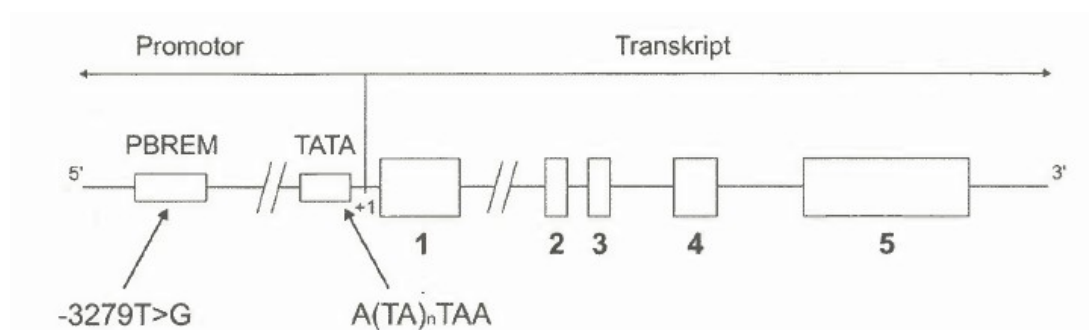 Promotor Transkript
PBREM TATA
5' 3'
+1
1 2 3 4 5
-3279T>G A(TA)ₙTAA